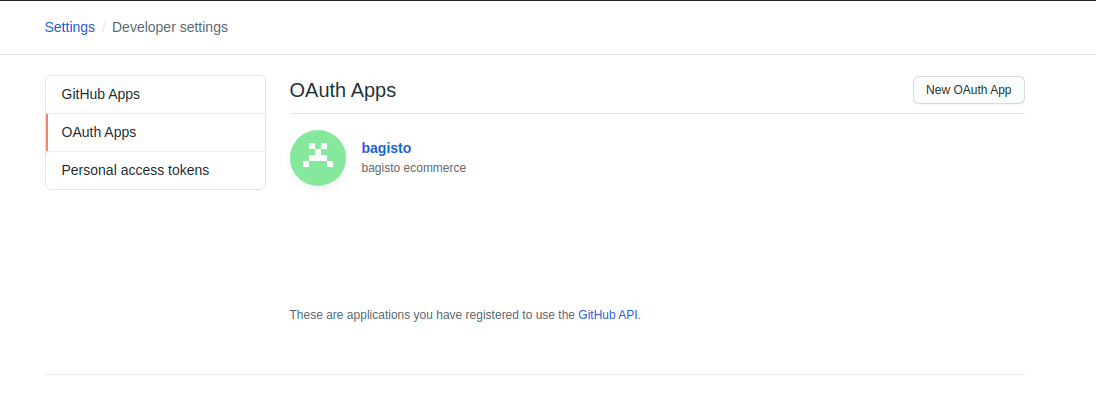 Settings / Developer settings
GitHub Apps
OAuth Apps
Personal access tokens
OAuth Apps
New OAuth App
bagisto
bagisto ecommerce
These are applications you have registered to use the GitHub API.